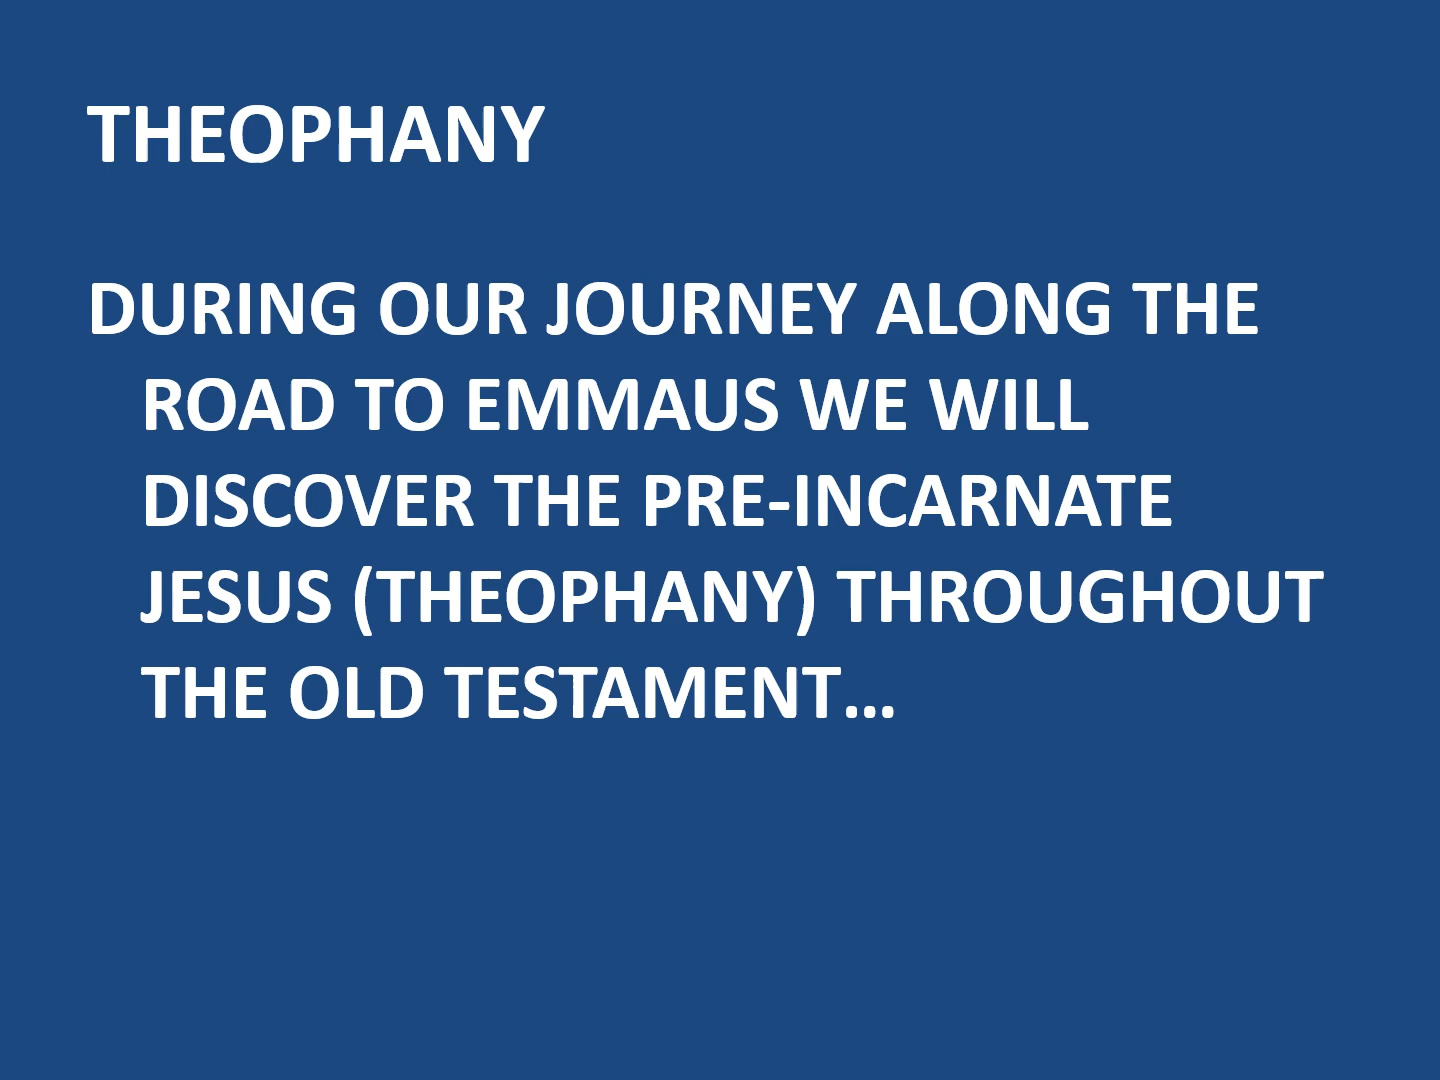 THEOPHANY
DURING OUR JOURNEY ALONG THE
ROAD TO EMMAUS WE WILL
DISCOVER THE PRE-INCARNATE
JESUS (THEOPHANY) THROUGHOUT
THE OLD TESTAMENT…